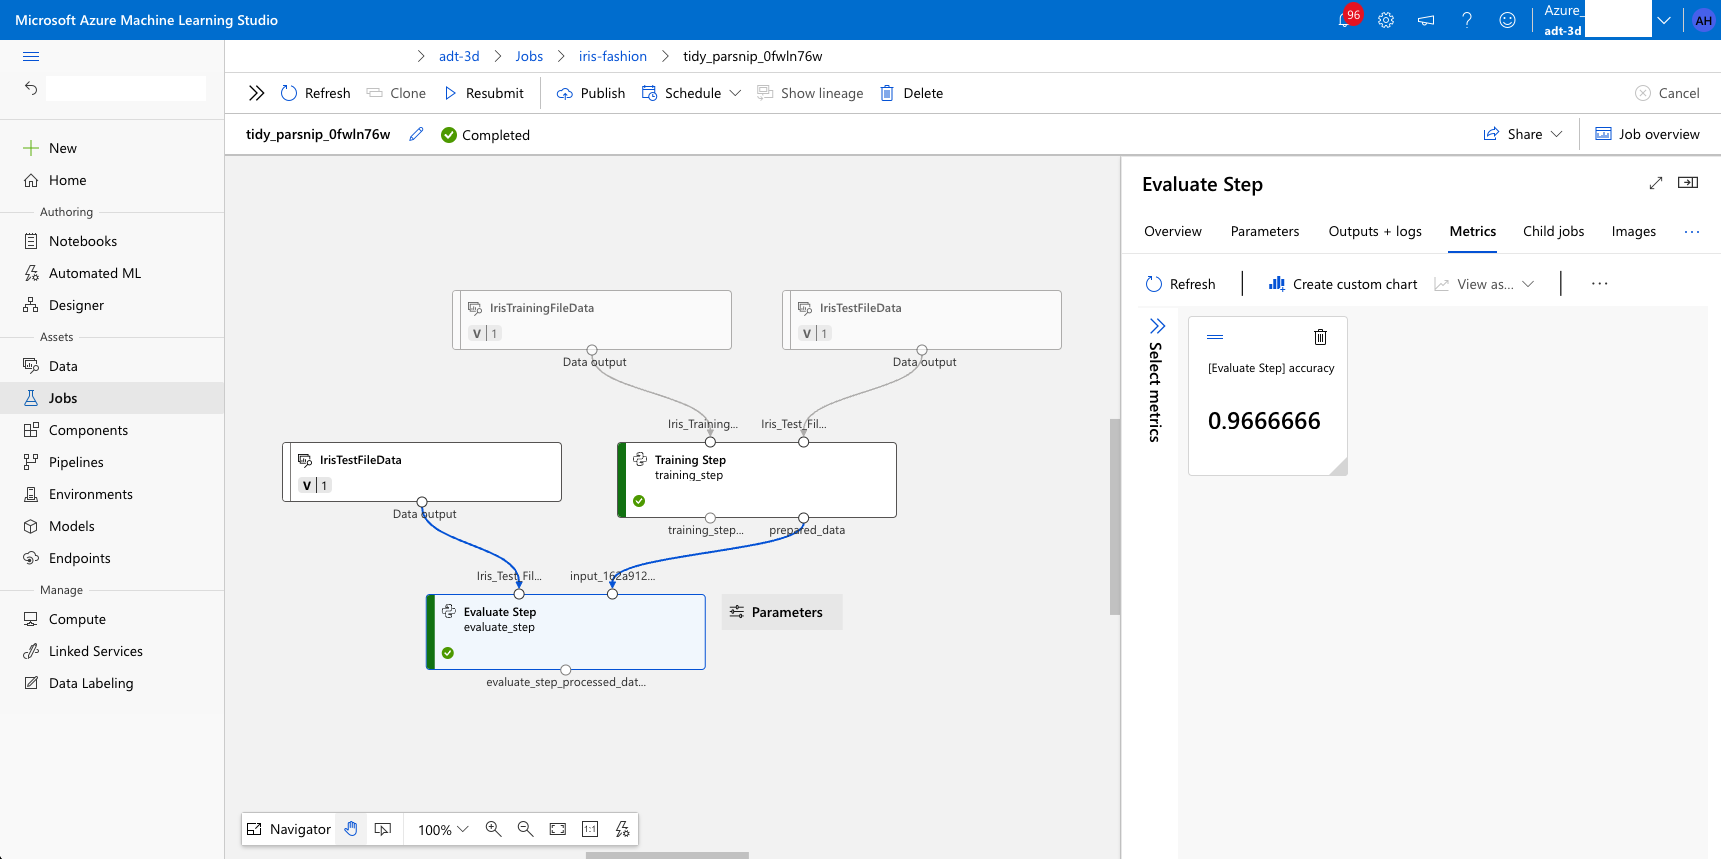 Microsoft Azure Machine Learning Studio
96
Azure_
adt-3d
AH
adt-3d
Jobs
iris-fashion
tidy_parsnip_0fwln76w
Refresh
Clone
Resubmit
Publish
Schedule
Show lineage
Delete
Cancel
tidy_parsnip_0fwln76w
Completed
Share
Job overview
New
Home
Authoring
Notebooks
Automated ML
Designer
Assets
Data
Jobs
Components
Pipelines
Environments
Models
Endpoints
Manage
Compute
Linked Services
Data Labeling
IrisTrainingFileData
V 1
Data output
IrisTestFileData
V 1
Data output
Iris_Training...
Iris_Test_Fil...
IrisTestFileData
V 1
Data output
Training Step
training_step
training_step...
prepared_data
Iris_Test_Fil...
input_162a912...
Evaluate Step
evaluate_step
Parameters
evaluate_step_processed_dat...
Navigator
100%
1:1
Evaluate Step
Overview
Parameters
Outputs + logs
Metrics
Child jobs
Images
Refresh
Create custom chart
View as...
Select metrics
[Evaluate Step] accuracy
0.9666666